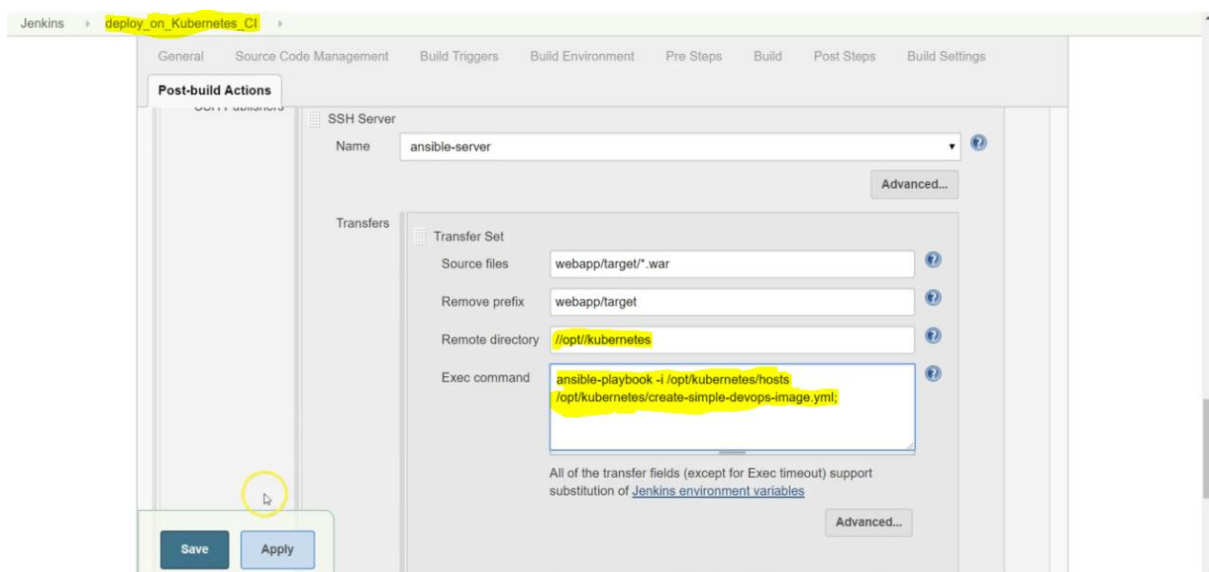 Jenkins deploy_on_Kubernetes_CI
General Source Code Management Build Triggers Build Environment Pre Steps Build Post Steps Build Settings
Post-build Actions
SSH Publishers
SSH Server
Name ansible-server
Advanced...
Transfers
Transfer Set
Source files webapp/target/*.war
Remove prefix webapp/target
Remote directory //opt//kubernetes
Exec command ansible-playbook -i /opt/kubernetes/hosts
/opt/kubernetes/create-simple-devops-image.yml;
All of the transfer fields (except for Exec timeout) support
substitution of Jenkins environment variables
Advanced...
Save Apply